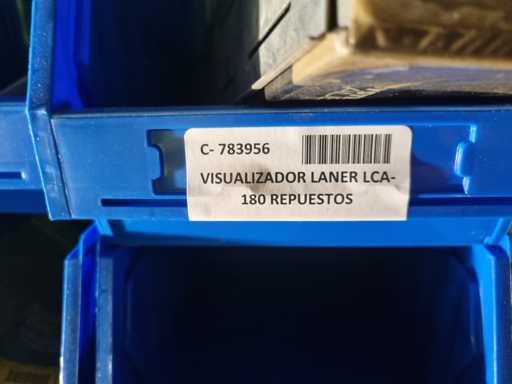 C- 783956
VISUALIZADOR LANER LCA-
180 REPUESTOS